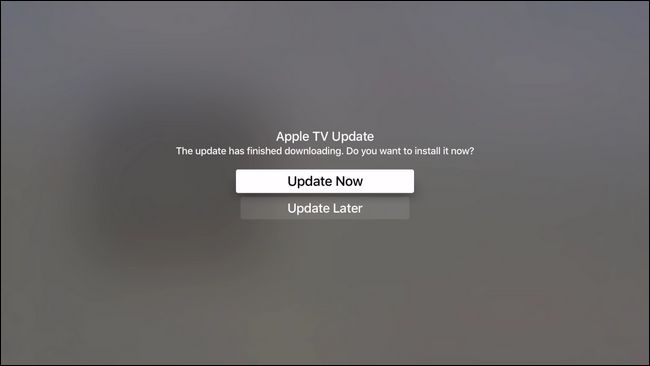 Apple TV Update
The update has finished downloading. Do you want to install it now?
Update Now
Update Later